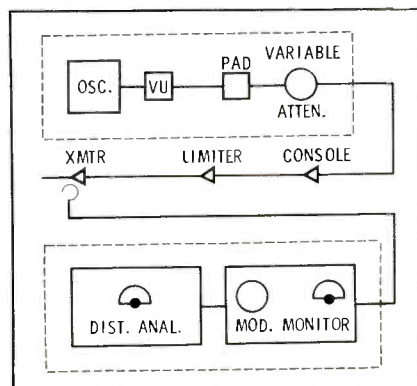 VARIABLE
PAD
OSC.
VU
ATTEN.
XMTR
LIMITER
CONSOLE
DIST. ANAL.
MOD. MONITOR